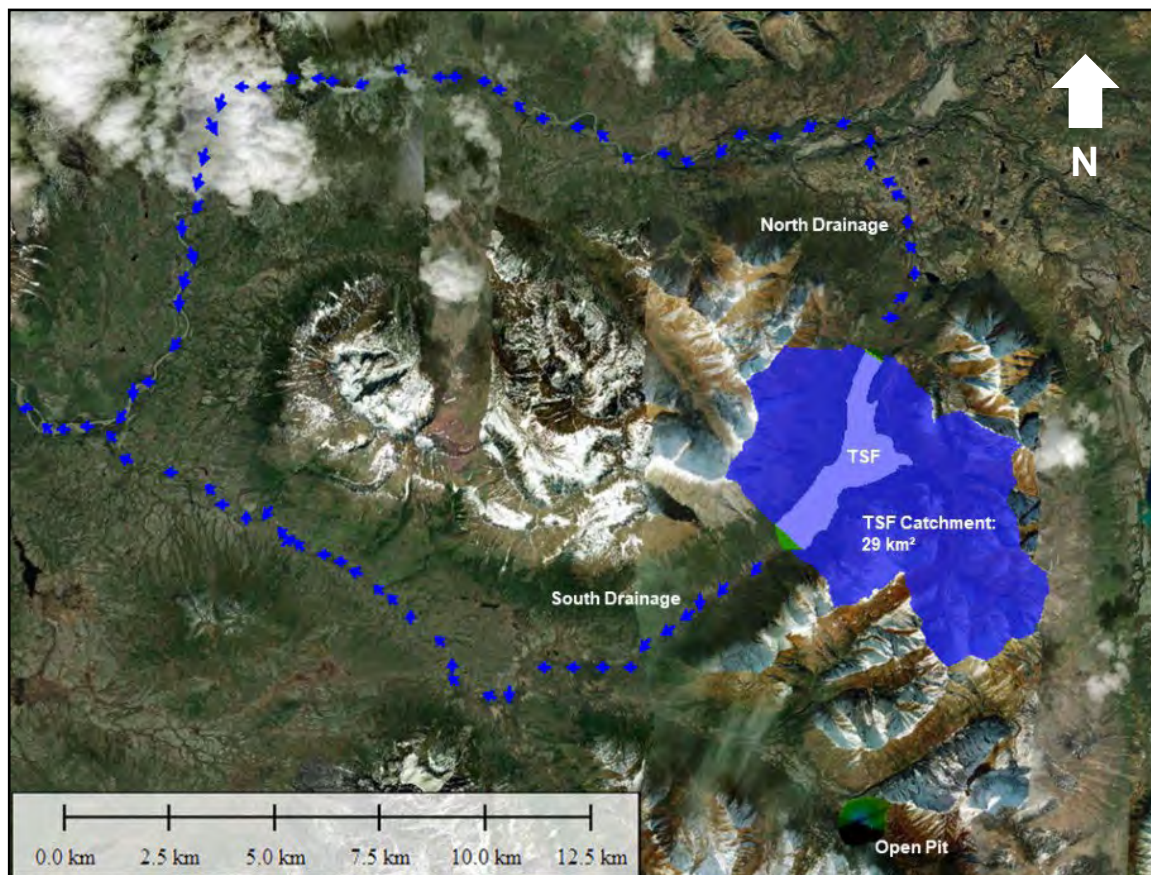 N
North Drainage
TSF
TSF Catchment:
29 km²
South Drainage
0.0 km 2.5 km 5.0 km 7.5 km 10.0 km 12.5 km
Open Pit